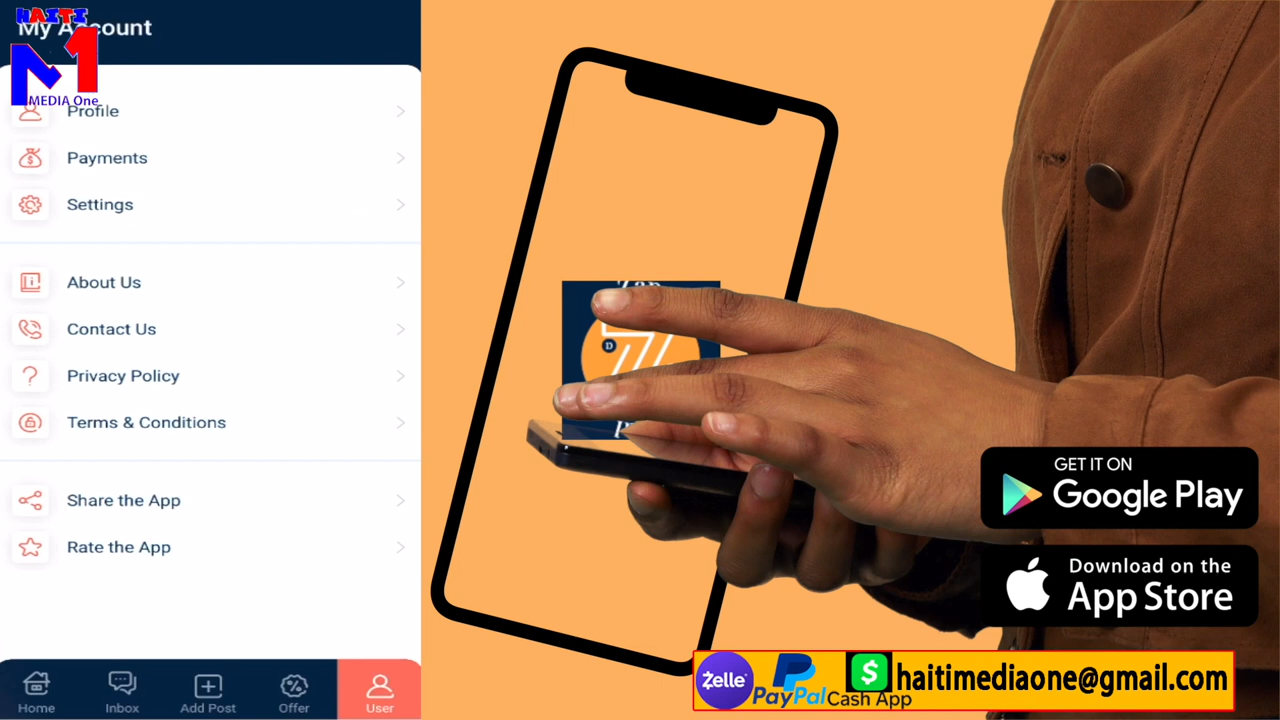 HAITI
My Account
M1
MEDIA One
Profile
Payments
Settings
About Us
Contact Us
Privacy Policy
Terms & Conditions
Share the App
Rate the App
Home
Inbox
Add Post
Offer
User
Zap
D
GET IT ON
Google Play
Download on the
App Store
Zelle
PayPal
$
Cash App
haitimediaone@gmail.com